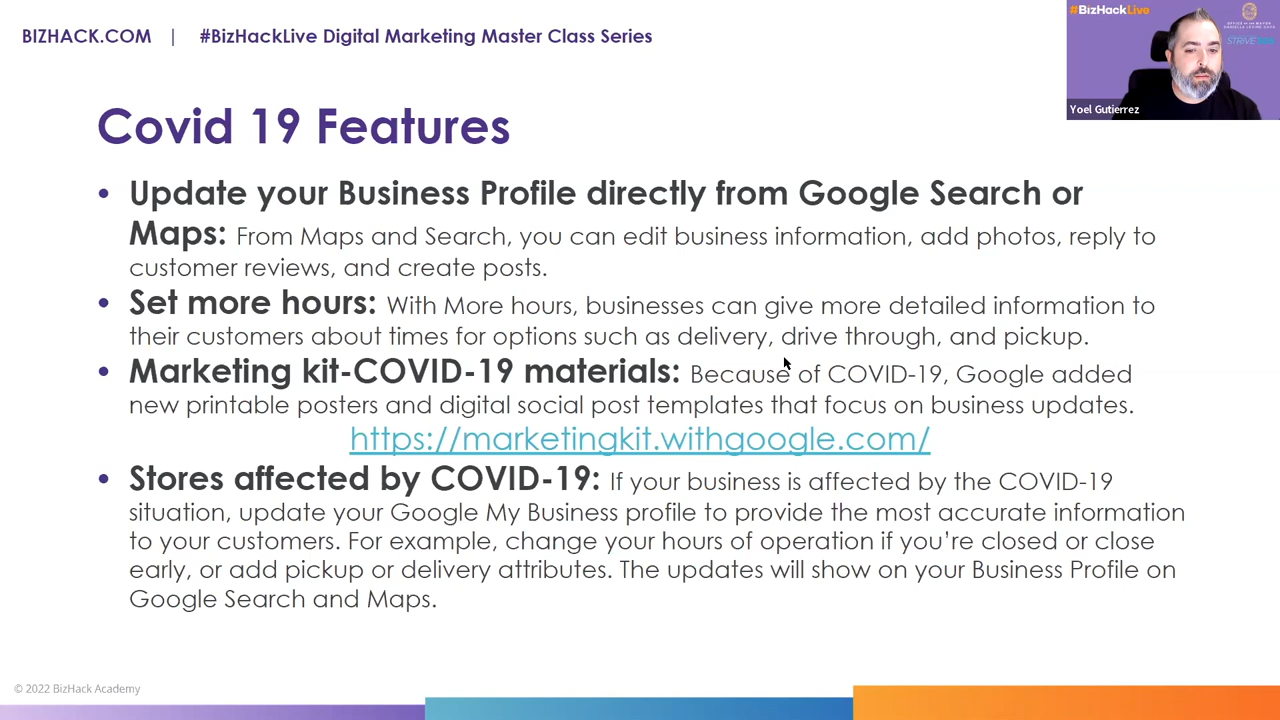 BIZHACK.COM | #BizHackLive Digital Marketing Master Class Series
#BizHackLive
OFFICE OF THE MAYOR
DANIELLA LEVINE CAVA
STRIVE
Yoel Gutierrez
Covid 19 Features
• Update your Business Profile directly from Google Search or
Maps: From Maps and Search, you can edit business information, add photos, reply to
customer reviews, and create posts.
• Set more hours: With More hours, businesses can give more detailed information to
their customers about times for options such as delivery, drive through, and pickup.
• Marketing kit-COVID-19 materials: Because of COVID-19, Google added
new printable posters and digital social post templates that focus on business updates.
https://marketingkit.withgoogle.com/
• Stores affected by COVID-19: If your business is affected by the COVID-19
situation, update your Google My Business profile to provide the most accurate information
to your customers. For example, change your hours of operation if you’re closed or close
early, or add pickup or delivery attributes. The updates will show on your Business Profile on
Google Search and Maps.
© 2022 BizHack Academy